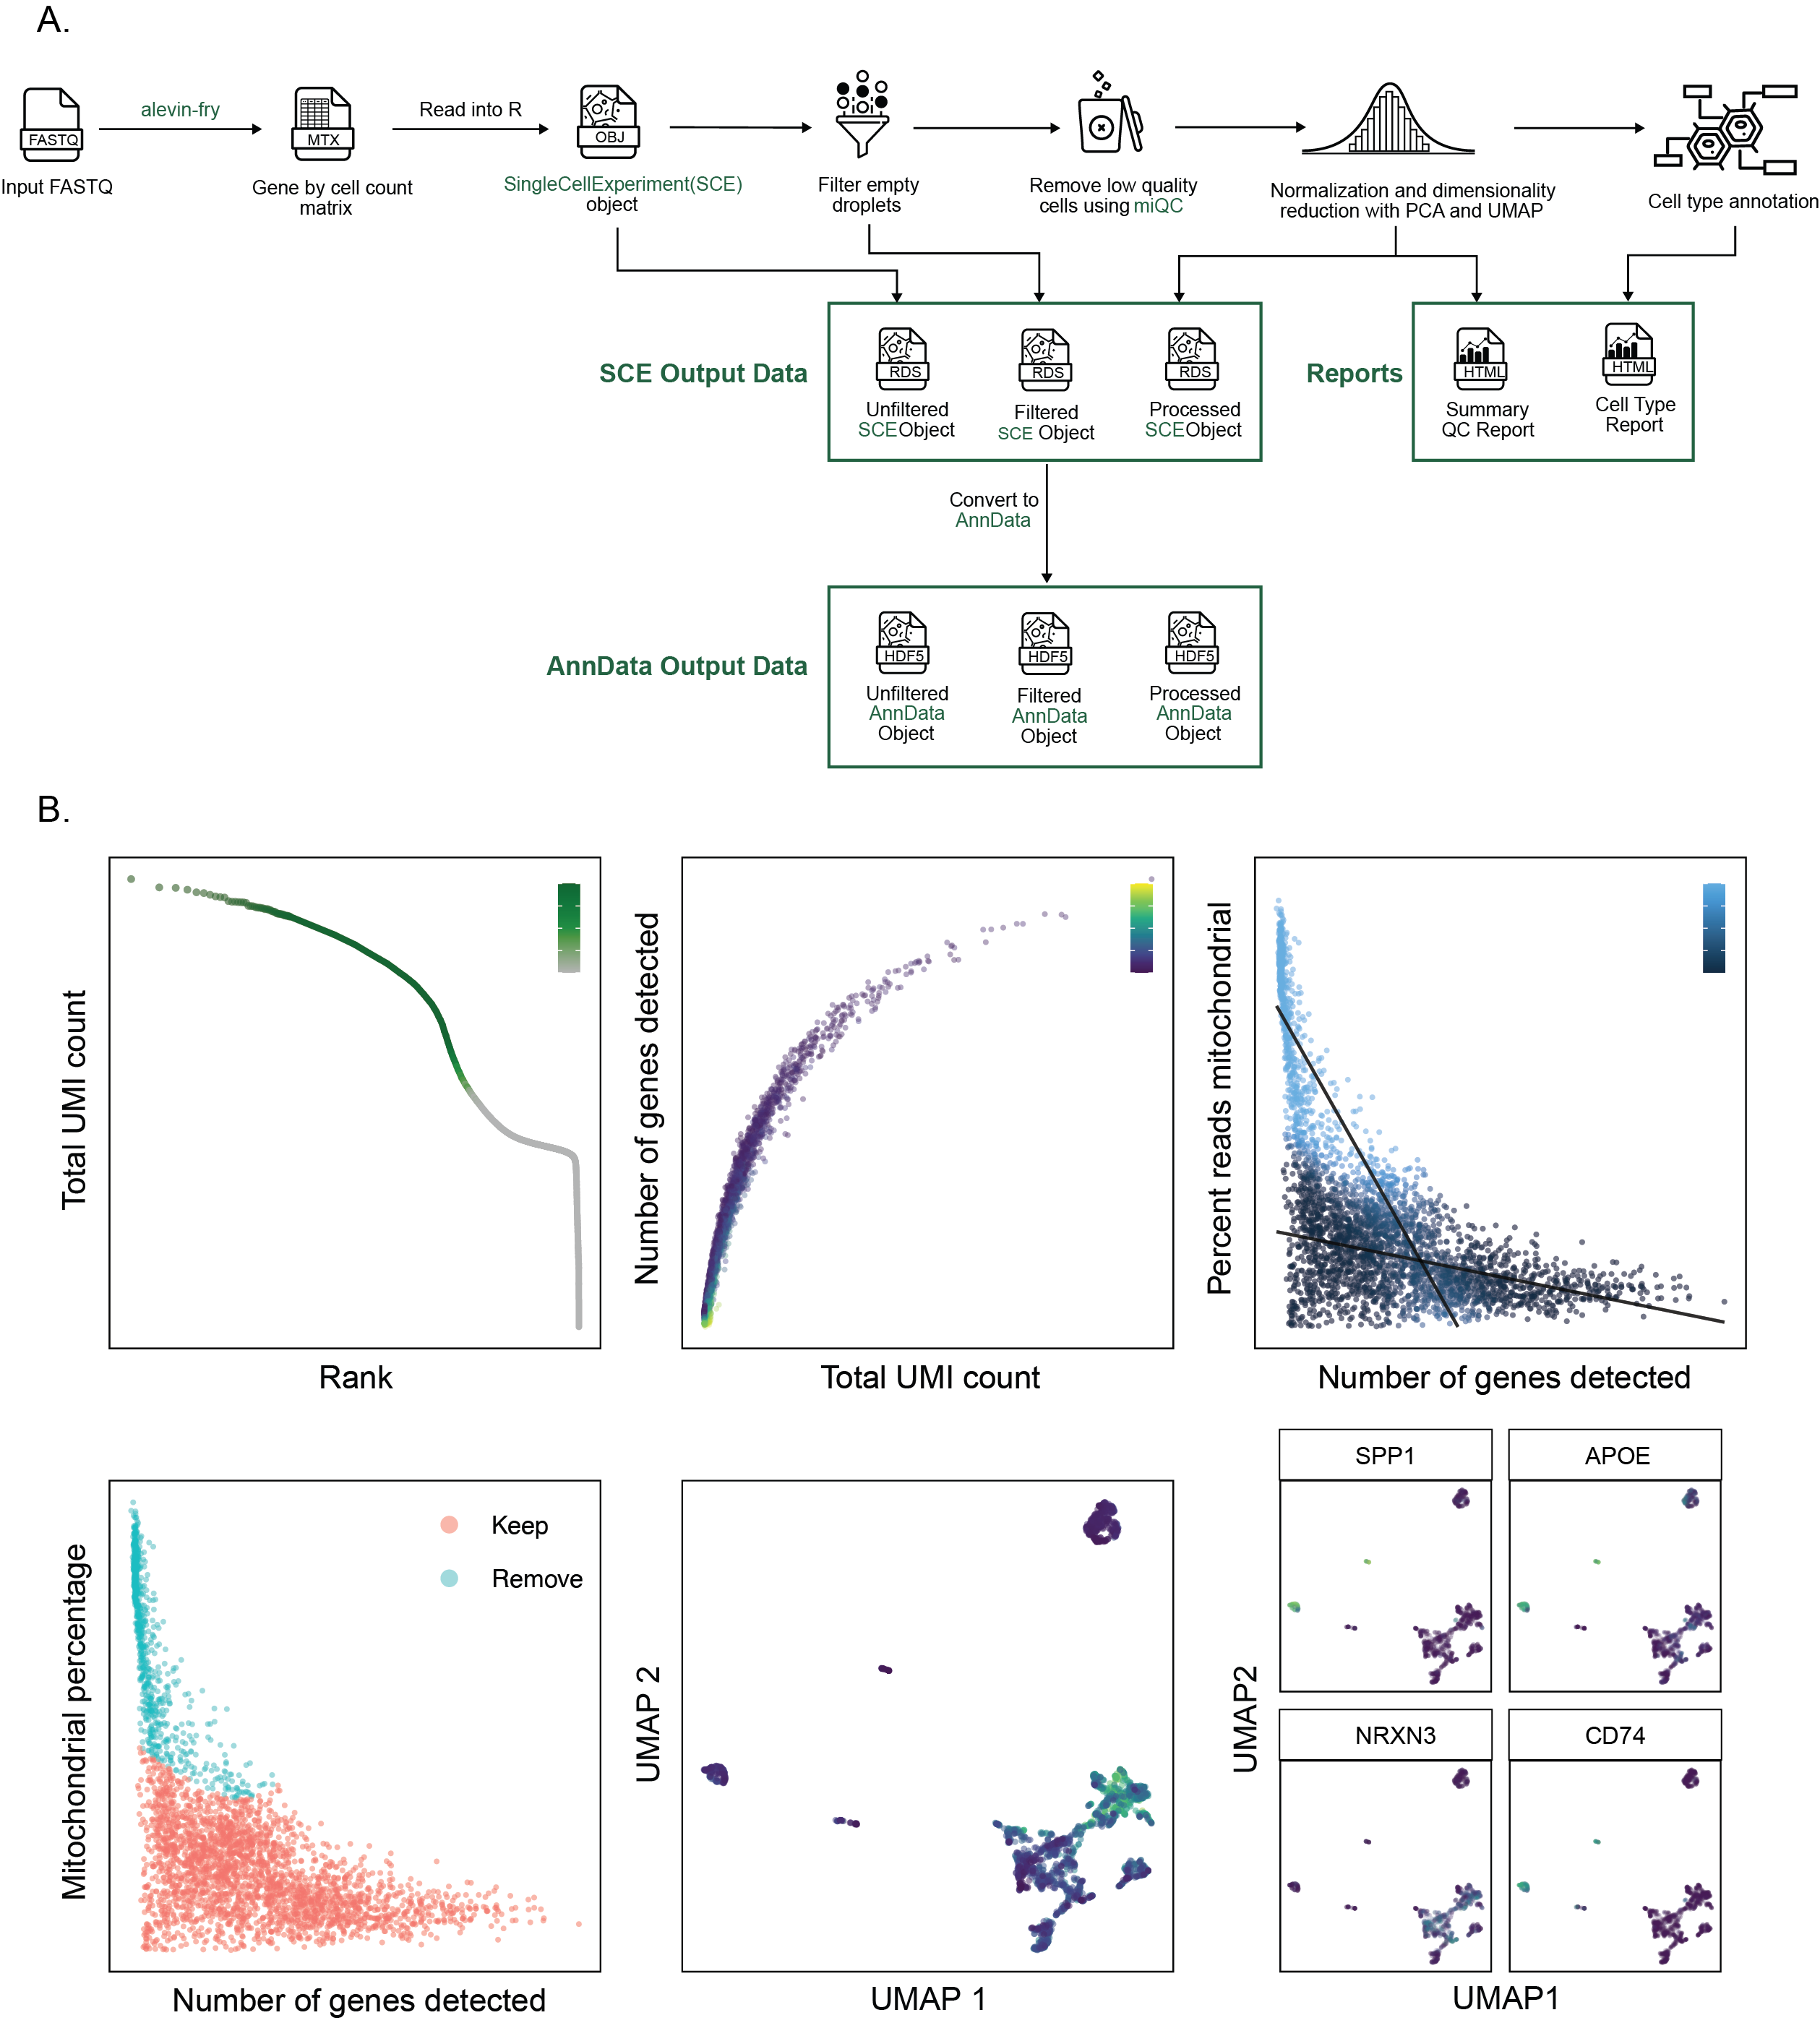 A.
FASTQ
Input FASTQ
alevin-fry
MTX
Gene by cell count
matrix
Read into R
OBJ
SingleCellExperiment(SCE)
object
Filter empty
droplets
Remove low quality
cells using miQC
Normalization and dimensionality
reduction with PCA and UMAP
Cell type annotation
SCE Output Data
RDS
Unfiltered
SCE Object
RDS
Filtered
SCE Object
RDS
Processed
SCE Object
Reports
HTML
Summary
QC Report
HTML
Cell Type
Report
Convert to
AnnData
AnnData Output Data
HDF5
Unfiltered
AnnData
Object
HDF5
Filtered
AnnData
Object
HDF5
Processed
AnnData
Object
B.
Total UMI count
Rank
Number of genes detected
Total UMI count
Percent reads mitochondrial
Number of genes detected
Mitochondrial percentage
Keep
Remove
Number of genes detected
UMAP 2
UMAP 1
UMAP2
SPP1
APOE
NRXN3
CD74
UMAP1